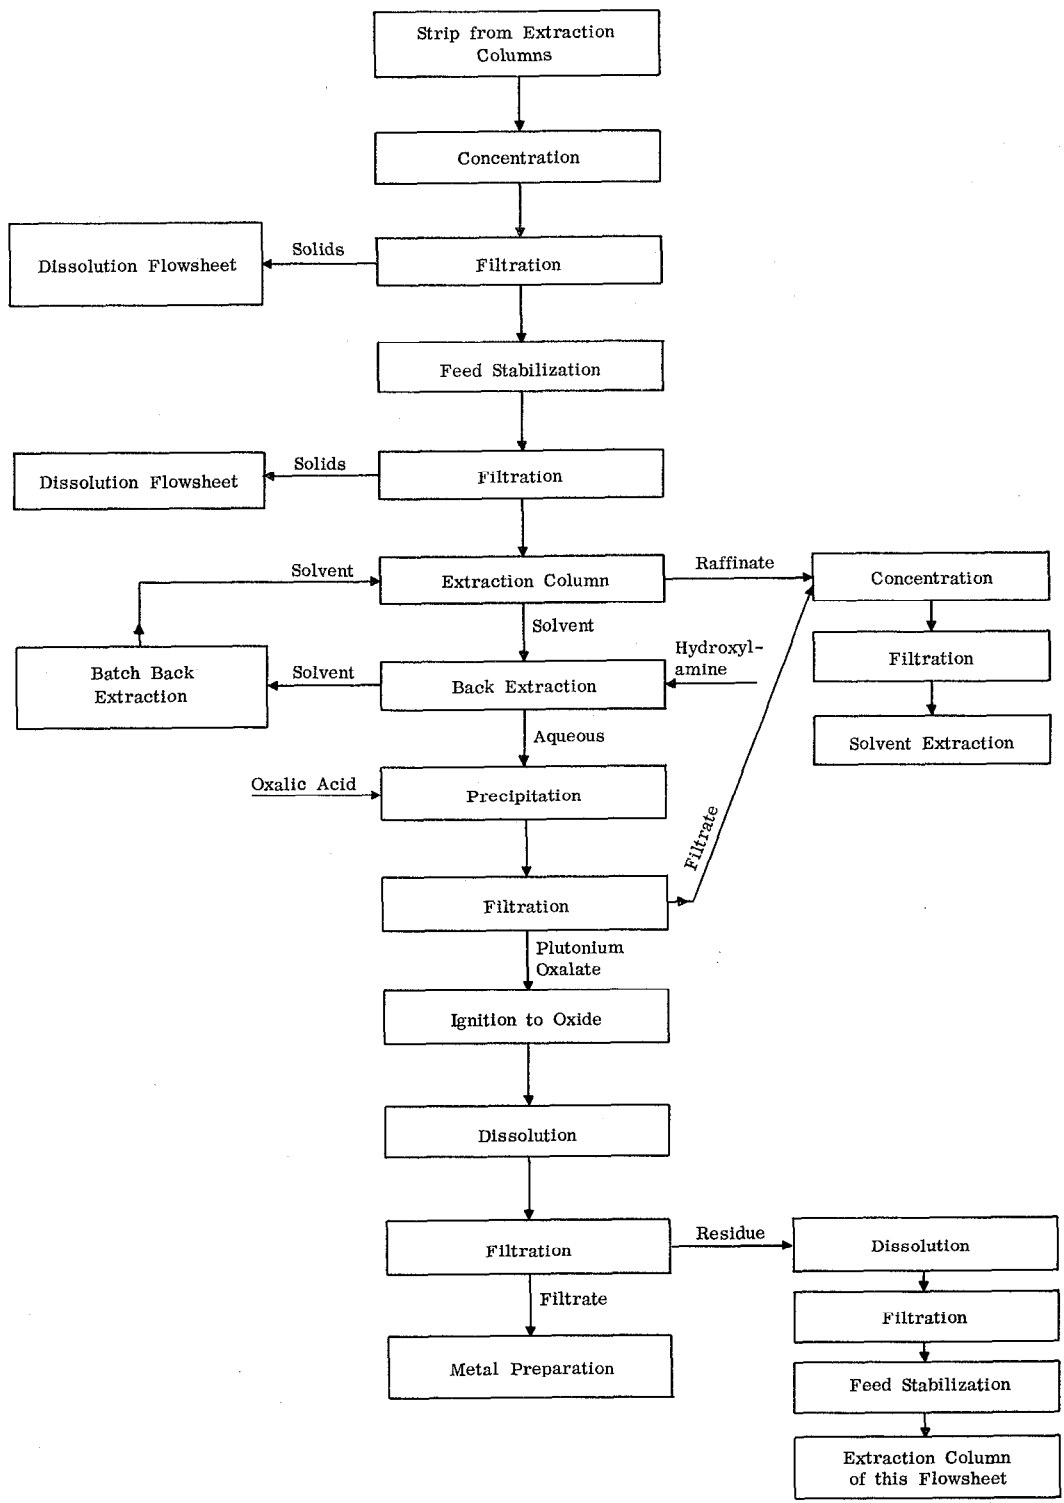 Strip from Extraction
Columns
Concentration
Solids
Dissolution Flowsheet
Filtration
Feed Stabilization
Solids
Dissolution Flowsheet
Filtration
Solvent
Extraction Column
Raffinate
Concentration
Solvent
Hydroxyl-
amine
Filtration
Batch Back
Extraction
Solvent
Back Extraction
Aqueous
Solvent Extraction
Oxalic Acid
Precipitation
Filtrate
Filtration
Plutonium
Oxalate
Ignition to Oxide
Dissolution
Filtration
Residue
Dissolution
Filtrate
Filtration
Metal Preparation
Feed Stabilization
Extraction Column
of this Flowsheet